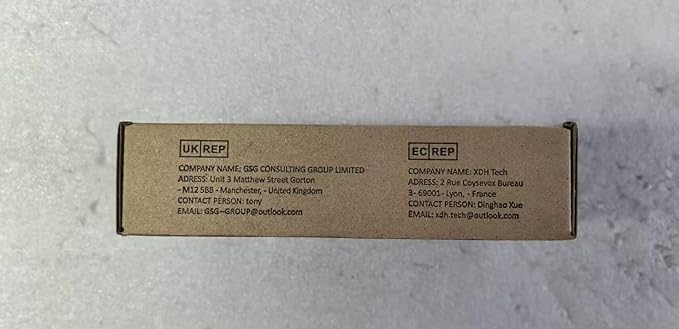 UK REP
COMPANY NAME; GSG CONSULTING GROUP LIMITED
ADRESS: Unit 3 Matthew Street Gorton
-M12 5BB - Manchester, - United Kingdom
CONTACT PERSON: tony
EMAIL: GSG-GROUP@outlook.com
EC REP
COMPANY NAME: XDH Tech
ADRESS; 2 Rue Coysevox Bureau
3- 69001- Lyon, - France
CONTACT PERSON: Dinghao Xue
EMAIL: xdh.tech@outlook.com